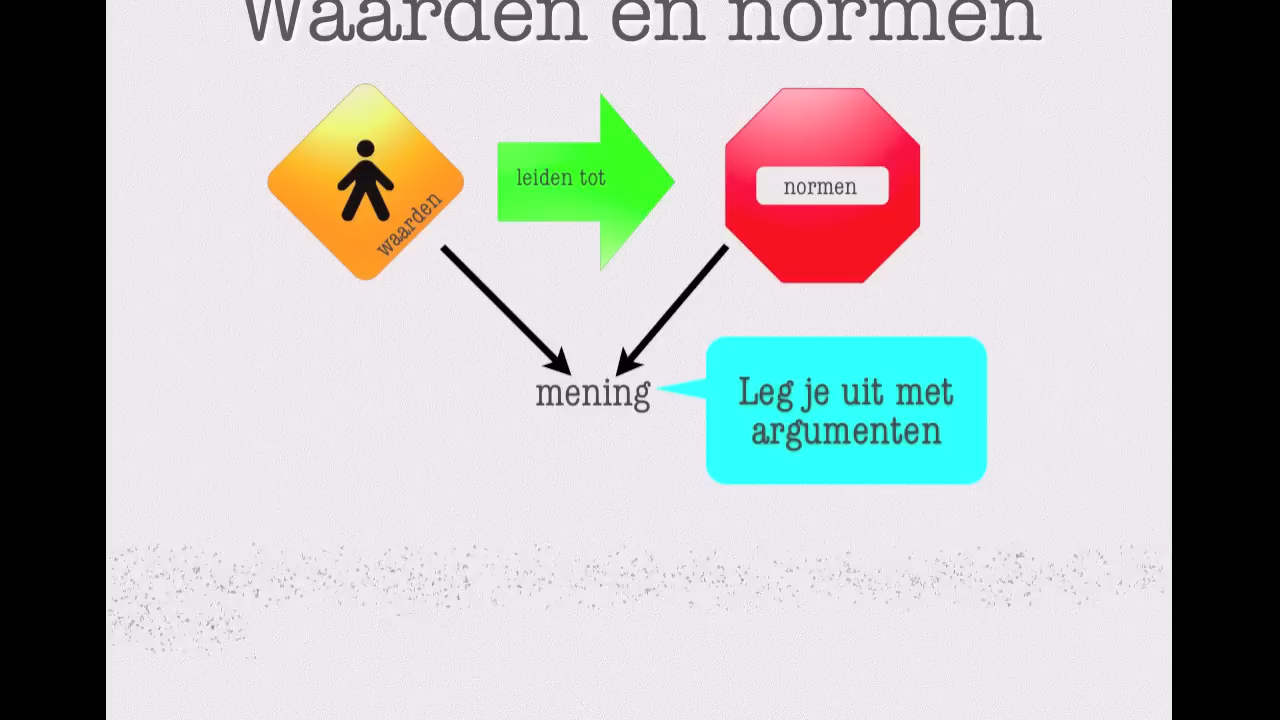 Waarden en normen
waarden
leiden tot
normen
mening
Leg je uit met
argumenten